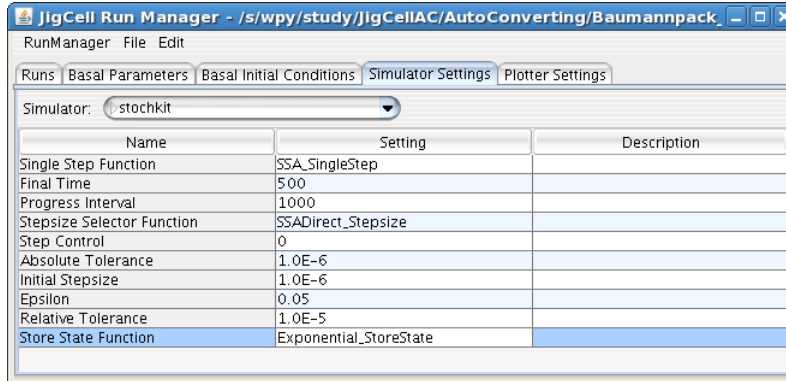 JigCell Run Manager - /s/wpy/study/JigCellAC/AutoConverting/Baumannpack_
RunManager File Edit
Runs Basal Parameters Basal Initial Conditions Simulator Settings Plotter Settings
Simulator: stochkit
Name Setting Description
Single Step Function SSA_SingleStep
Final Time 500
Progress Interval 1000
Stepsize Selector Function SSADirect_Stepsize
Step Control 0
Absolute Tolerance 1.0E-6
Initial Stepsize 1.0E-6
Epsilon 0.05
Relative Tolerance 1.0E-5
Store State Function Exponential_StoreState